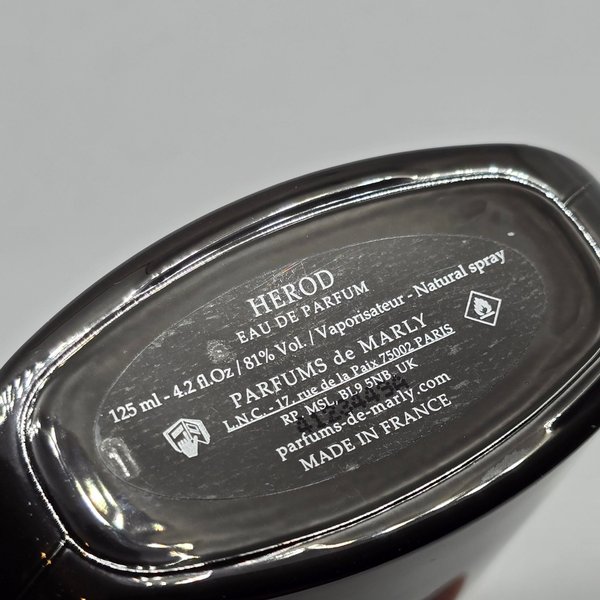 HEROD
EAU DE PARFUM
125 ml - 4.2 fl.Oz / 81% Vol. / Vaporisateur - Natural spray
PARFUMS de MARLY
L.N.C. - 17, rue de la Paix 75002 PARIS
RP. MSL, BL9 5NB, UK
parfums-de-marly.com
MADE IN FRANCE